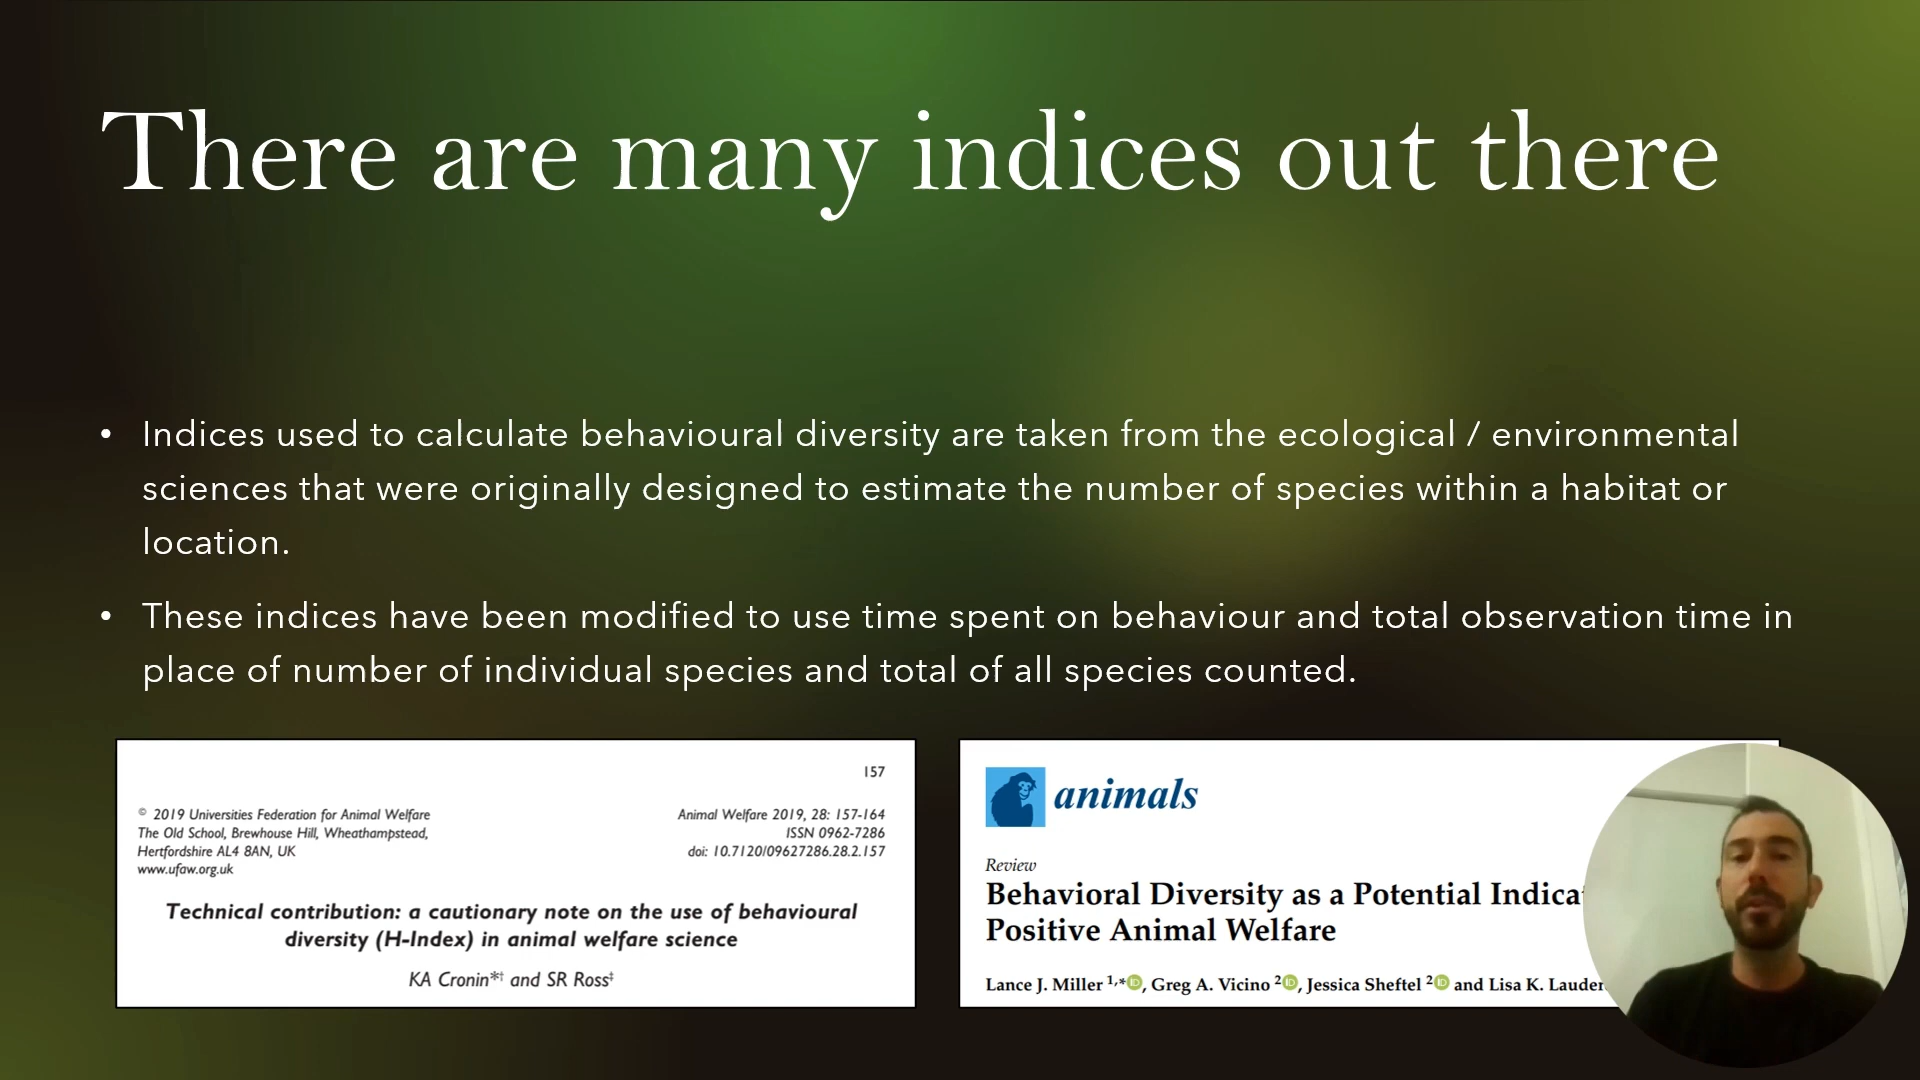 There are many indices out there
• Indices used to calculate behavioural diversity are taken from the ecological / environmental
sciences that were originally designed to estimate the number of species within a habitat or
location.
• These indices have been modified to use time spent on behaviour and total observation time in
place of number of individual species and total of all species counted.
157
© 2019 Universities Federation for Animal Welfare
The Old School, Brewhouse Hill, Wheathampstead,
Hertfordshire AL4 8AN, UK
www.ufaw.org.uk
Animal Welfare 2019, 28: 157-164
ISSN 0962-7286
doi: 10.7120/09627286.28.2.157
Technical contribution: a cautionary note on the use of behavioural
diversity (H-Index) in animal welfare science
KA Cronin*† and SR Ross‡
animals
Review
Behavioral Diversity as a Potential
Positive Animal Welfare
Lance J. Miller 1,* iD, Greg A. Vicino 2 iD, Jessica Sheftel 2 iD and Lisa K.